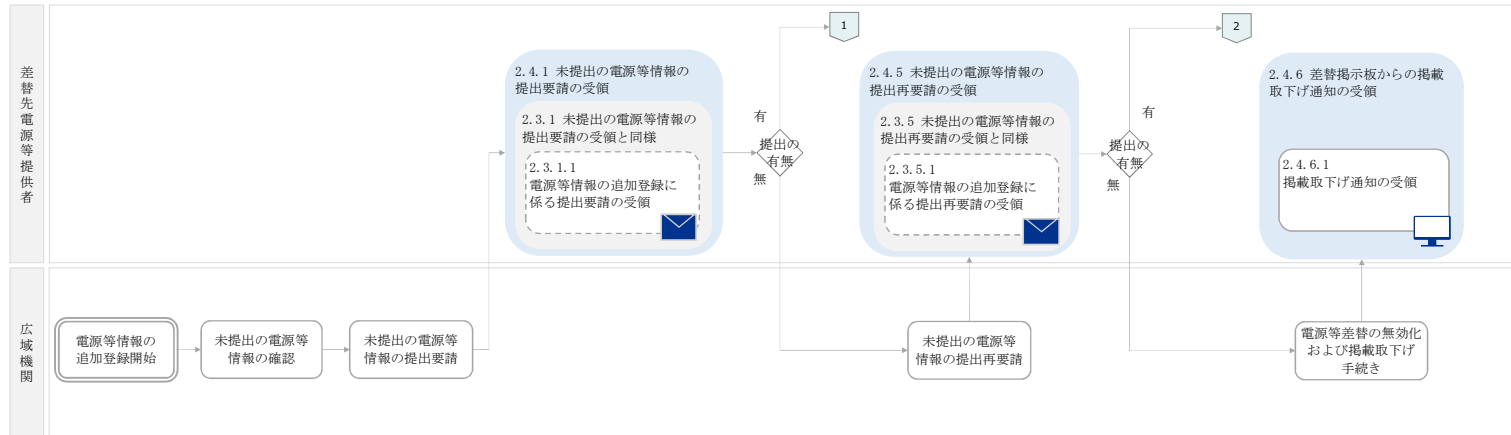 差替先電源等提供者
1
2
2.4.1 未提出の電源等情報の
提出要請の受領
2.3.1 未提出の電源等情報の
提出要請の受領と同様
2.3.1.1
電源等情報の追加登録に
係る提出要請の受領
有
提出の
有無
無
2.4.5 未提出の電源等情報の
提出再要請の受領
2.3.5 未提出の電源等情報の
提出再要請の受領と同様
2.3.5.1
電源等情報の追加登録に
係る提出再要請の受領
有
提出の
有無
無
2.4.6 差替掲示板からの掲載
取下げ通知の受領
2.4.6.1
掲載取下げ通知の受領
広域機関
電源等情報の
追加登録開始
未提出の電源等
情報の確認
未提出の電源等
情報の提出要請
未提出の電源等
情報の提出再要請
電源等差替の無効化
および掲載取下げ
手続き